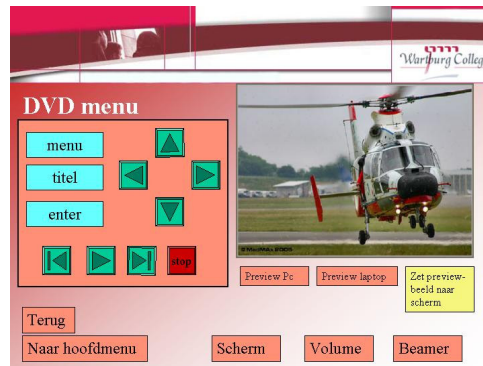 Wartburg Colleg
DVD menu
menu
titel
enter
stop
Preview Pc
Preview laptop
Zet preview-
beeld naar
scherm
Terug
Naar hoofdmenu
Scherm
Volume
Beamer